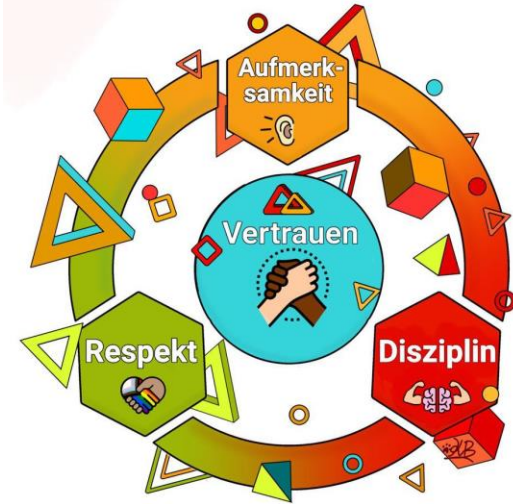 Aufmerk-
samkeit
Vertrauen
Respekt
Disziplin